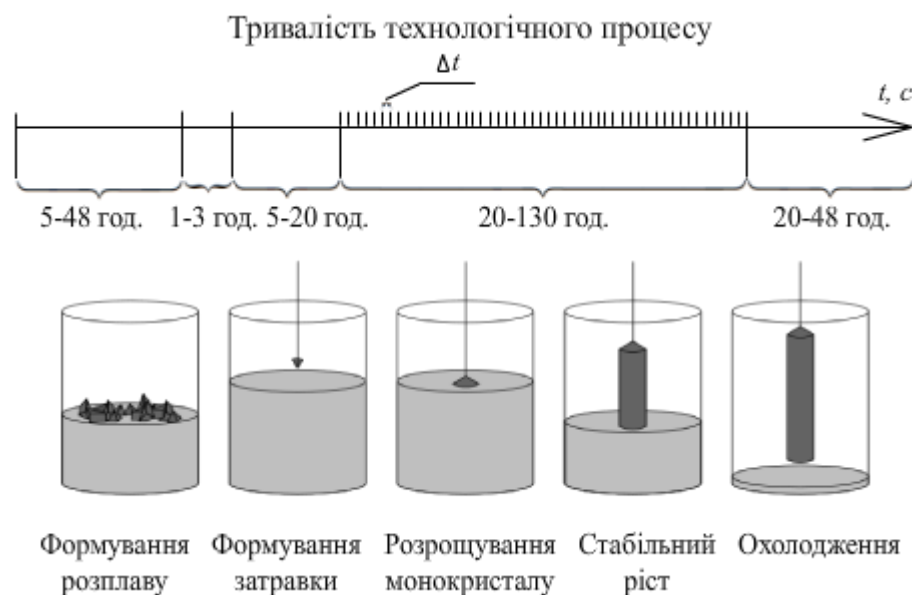 Тривалість технологічного процесу
Δt
t, c
5-48 год.
1-3 год.
5-20 год.
20-130 год.
20-48 год.
Формування
розплаву
Формування
затравки
Розрощування
монокристалу
Стабільний
ріст
Охолодження